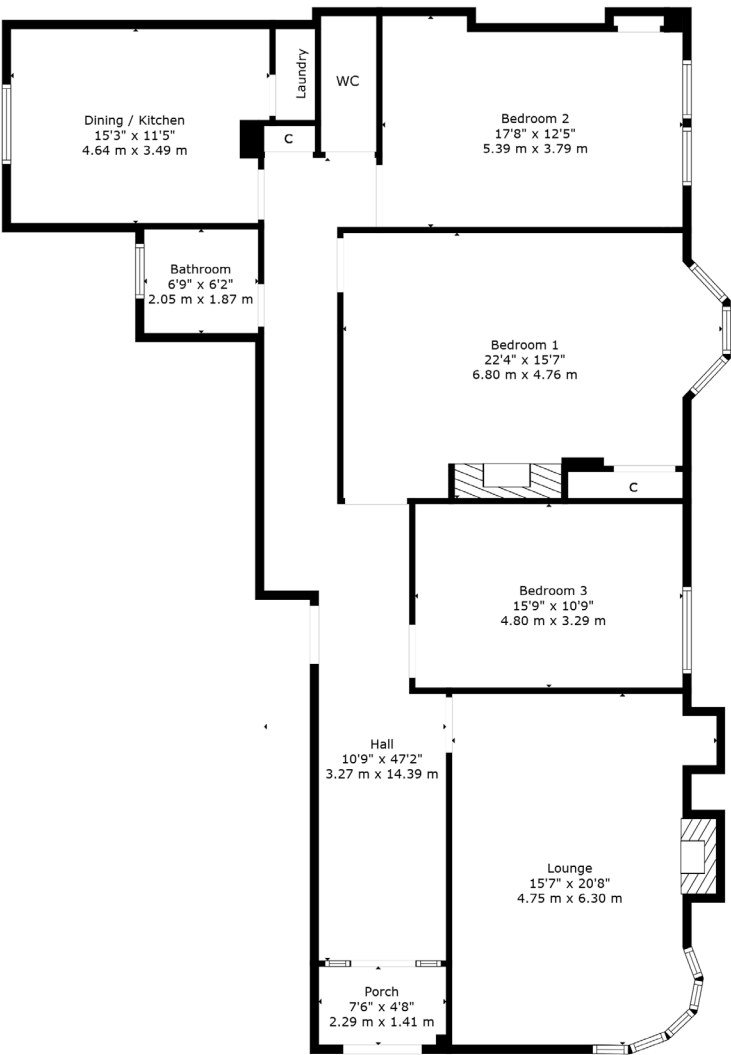 Laundry
WC
Dining / Kitchen
15'3" x 11'5"
4.64 m x 3.49 m
Bedroom 2
17'8" x 12'5"
5.39 m x 3.79 m
C
Bathroom
6'9" x 6'2"
2.05 m x 1.87 m
Bedroom 1
22'4" x 15'7"
6.80 m x 4.76 m
C
Bedroom 3
15'9" x 10'9"
4.80 m x 3.29 m
Hall
10'9" x 47'2"
3.27 m x 14.39 m
Lounge
15'7" x 20'8"
4.75 m x 6.30 m
Porch
7'6" x 4'8"
2.29 m x 1.41 m